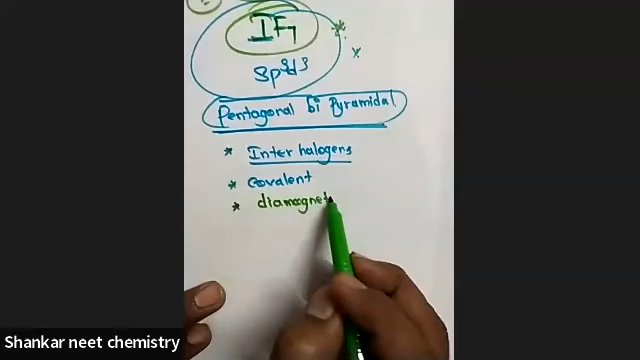 IF₇
sp³d³
Pentagonal bi pyramidal
* Inter halogens
* covalent
* diamagnet
Shankar neet chemistry